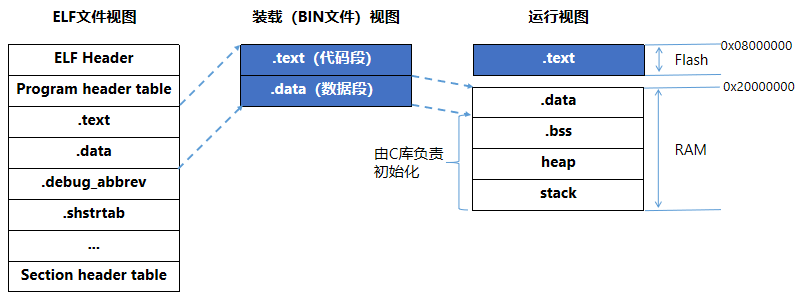 ELF文件视图
ELF Header
Program header table
.text
.data
.debug_abbrev
.shstrtab
...
Section header table
装载（BIN文件）视图
.text（代码段）
.data（数据段）
运行视图
.text
.data
.bss
heap
stack
由C库负责
初始化
0x08000000
Flash
0x20000000
RAM